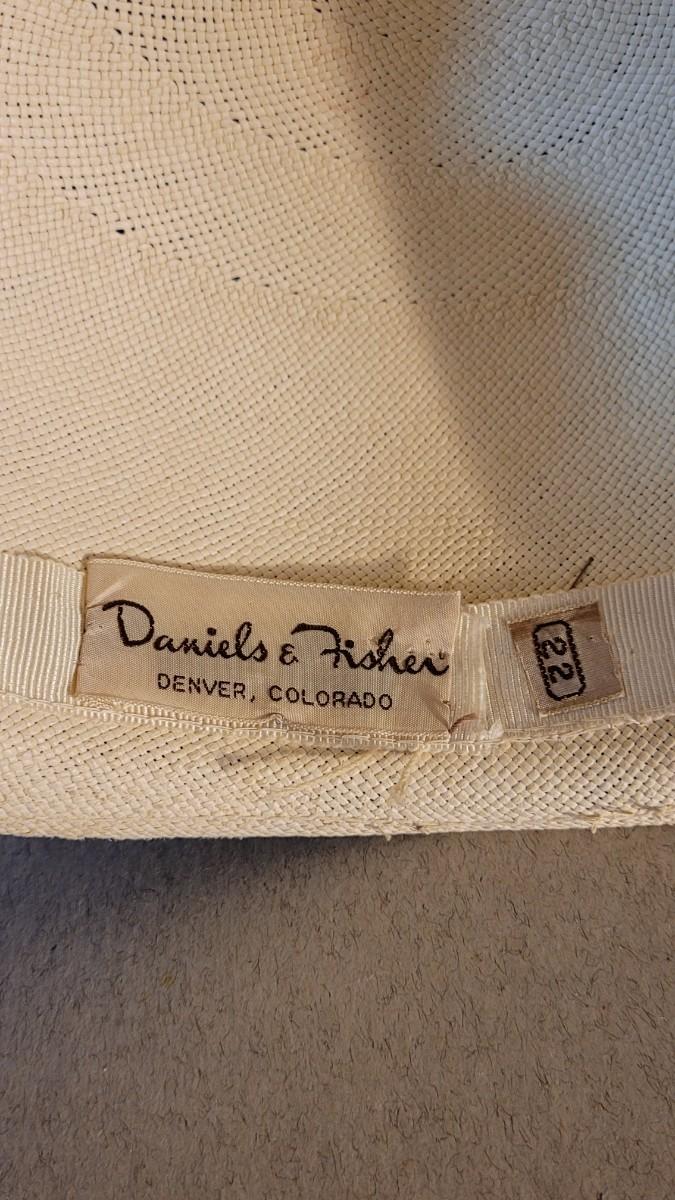 Daniels & Fisher
DENVER, COLORADO
22